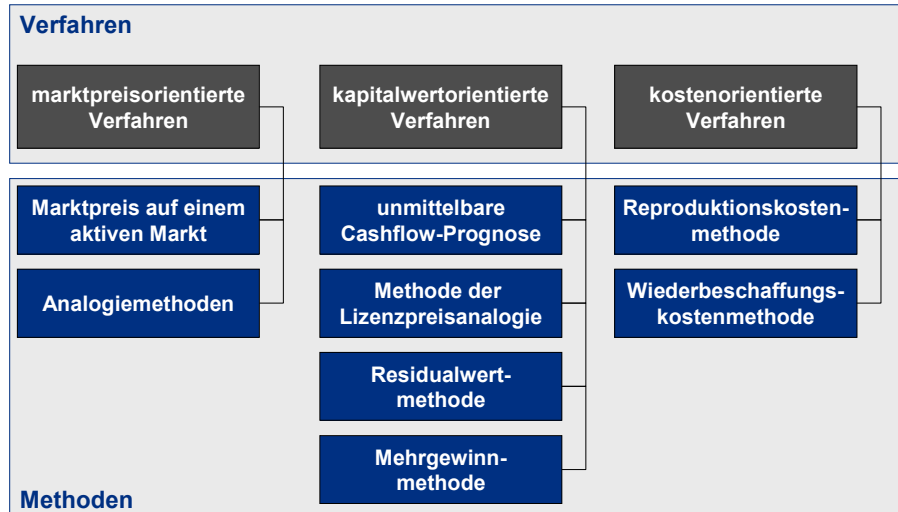 Verfahren
marktpreisorientierte
Verfahren
kapitalwertorientierte
Verfahren
kostenorientierte
Verfahren
Marktpreis auf einem
aktiven Markt
unmittelbare
Cashflow-Prognose
Reproduktionskosten-
methode
Analogiemethoden
Methode der
Lizenzpreisanalogie
Wiederbeschaffungs-
kostenmethode
Residualwert-
methode
Mehrgewinn-
methode
Methoden